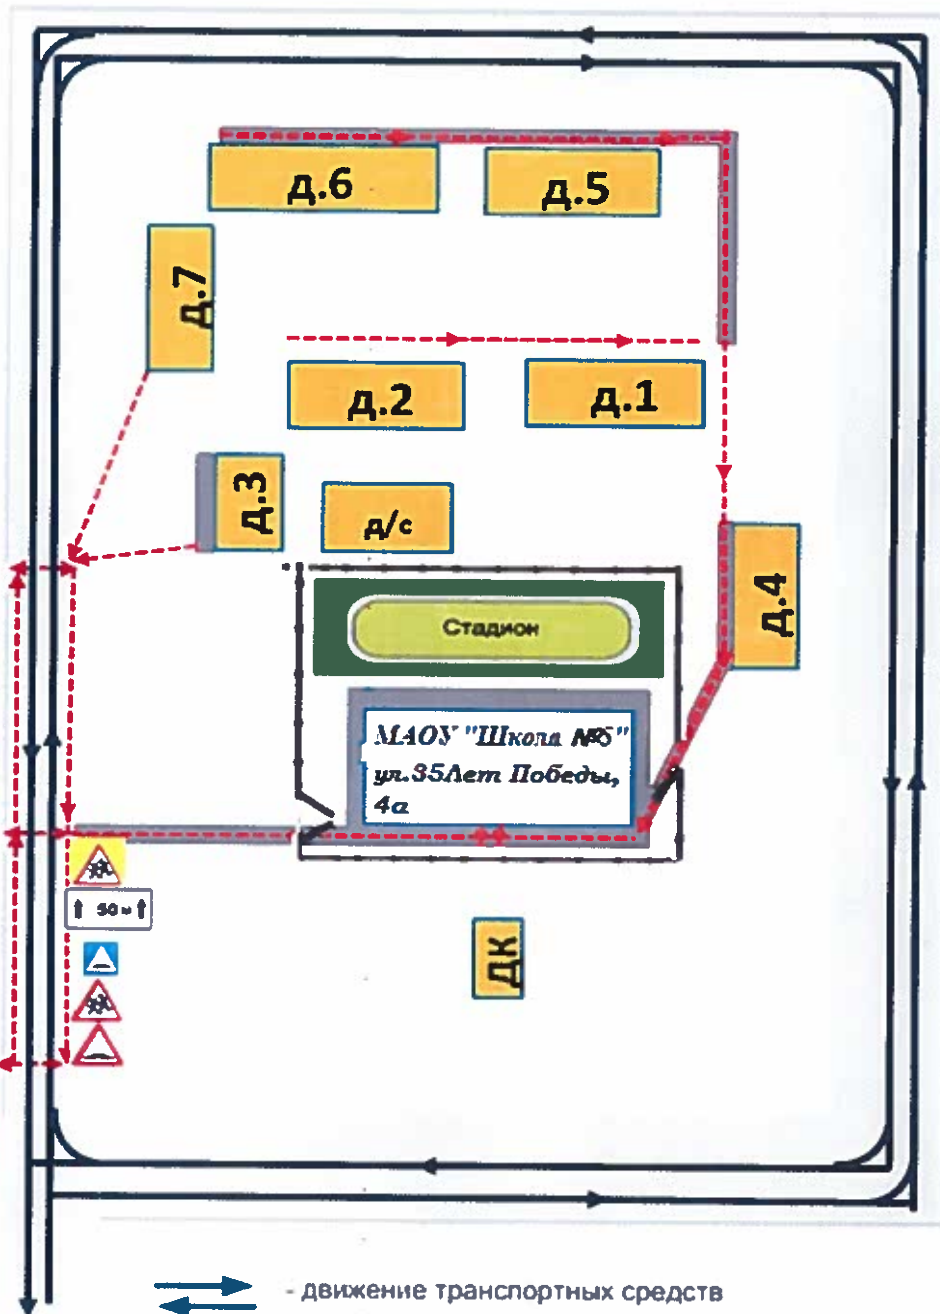 д.6
д.5
д.7
д.2
д.1
д.3
д/с
д.4
Стадион
МАОУ "Школа №5"
ул.35Лет Победы,
4а
50 м
ДК
- движение транспортных средств